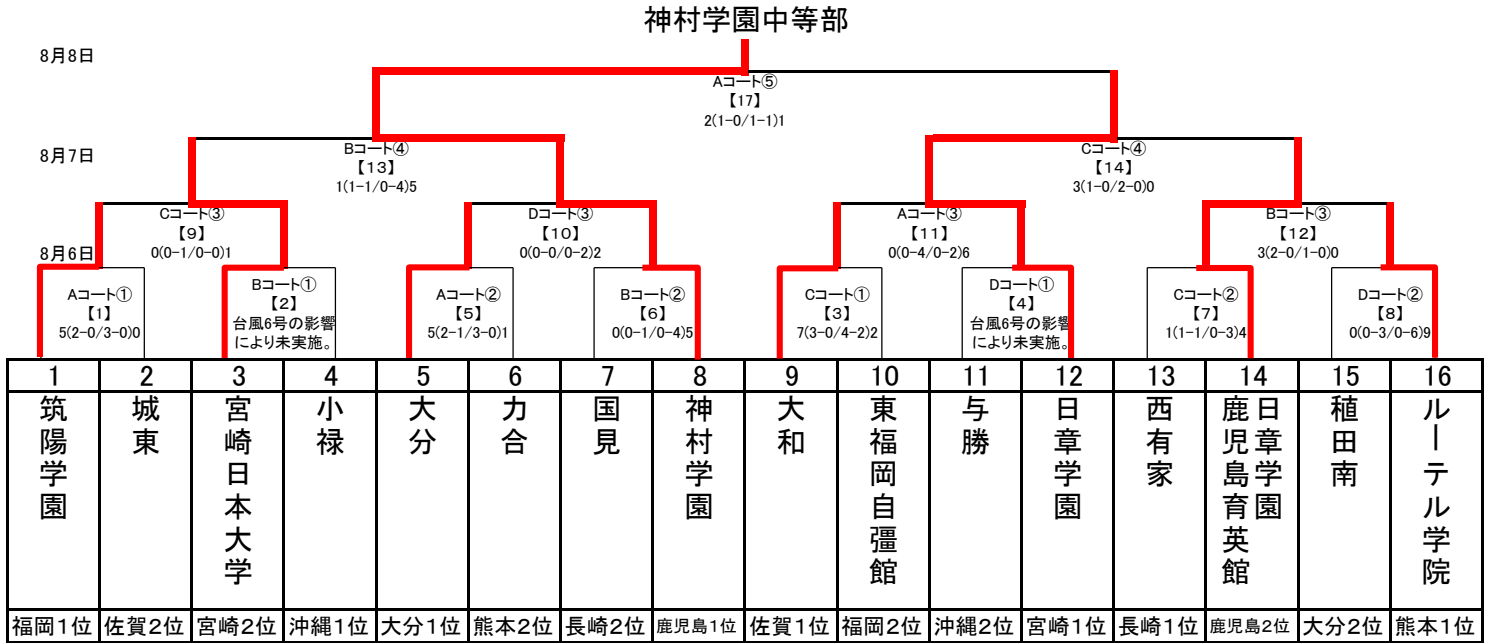 神村学園中等部
8月8日
Aコート⑤
【17】
2(1-0/1-1)1
8月7日
Bコート④
【13】
1(1-1/0-4)5
Cコート④
【14】
3(1-0/2-0)0
8月6日
Cコート③
【9】
0(0-1/0-0)1
Dコート③
【10】
0(0-0/0-2)2
Aコート③
【11】
0(0-4/0-2)6
Bコート③
【12】
3(2-0/1-0)0
Aコート①
【1】
5(2-0/3-0)0
Bコート①
【2】
台風6号の影響
により未実施。
Aコート②
【5】
5(2-1/3-0)1
Bコート②
【6】
0(0-1/0-4)5
Cコート①
【3】
7(3-0/4-2)2
Dコート①
【4】
台風6号の影響
により未実施。
Cコート②
【7】
1(1-1/0-3)4
Dコート②
【8】
0(0-3/0-6)9
1 2 3 4 5 6 7 8 9 10 11 12 13 14 15 16
筑陽学園
城東
宮崎日本大学
小禄
大分
力合
国見
神村学園
大和
東福岡自彊館
与勝
日章学園
西有家
日章学園
鹿児島育英館
稙田南
ルーテル学院
福岡1位 佐賀2位 宮崎2位 沖縄1位 大分1位 熊本2位 長崎2位 鹿児島1位 佐賀1位 福岡2位 沖縄2位 宮崎1位 長崎1位 鹿児島2位 大分2位 熊本1位